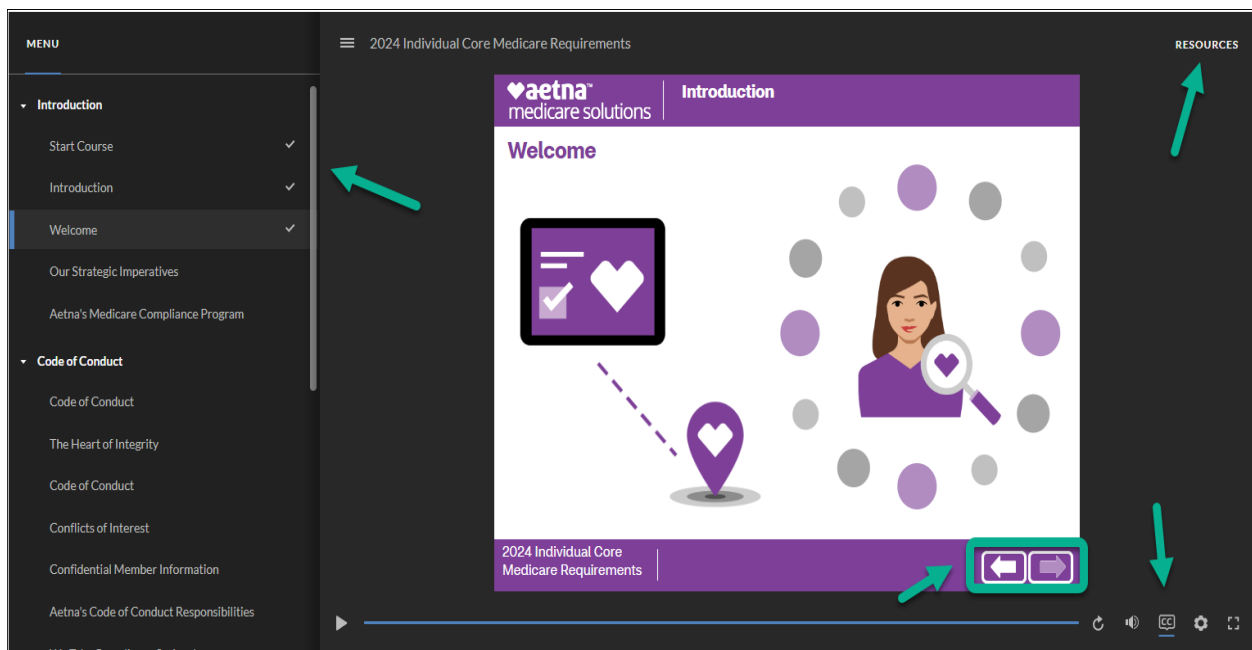 MENU
2024 Individual Core Medicare Requirements
RESOURCES
Introduction
Start Course
Introduction
Welcome
Our Strategic Imperatives
Aetna's Medicare Compliance Program
Code of Conduct
Code of Conduct
The Heart of Integrity
Code of Conduct
Conflicts of Interest
Confidential Member Information
Aetna's Code of Conduct Responsibilities
aetna™
medicare solutions
Introduction
Welcome
2024 Individual Core
Medicare Requirements
CC